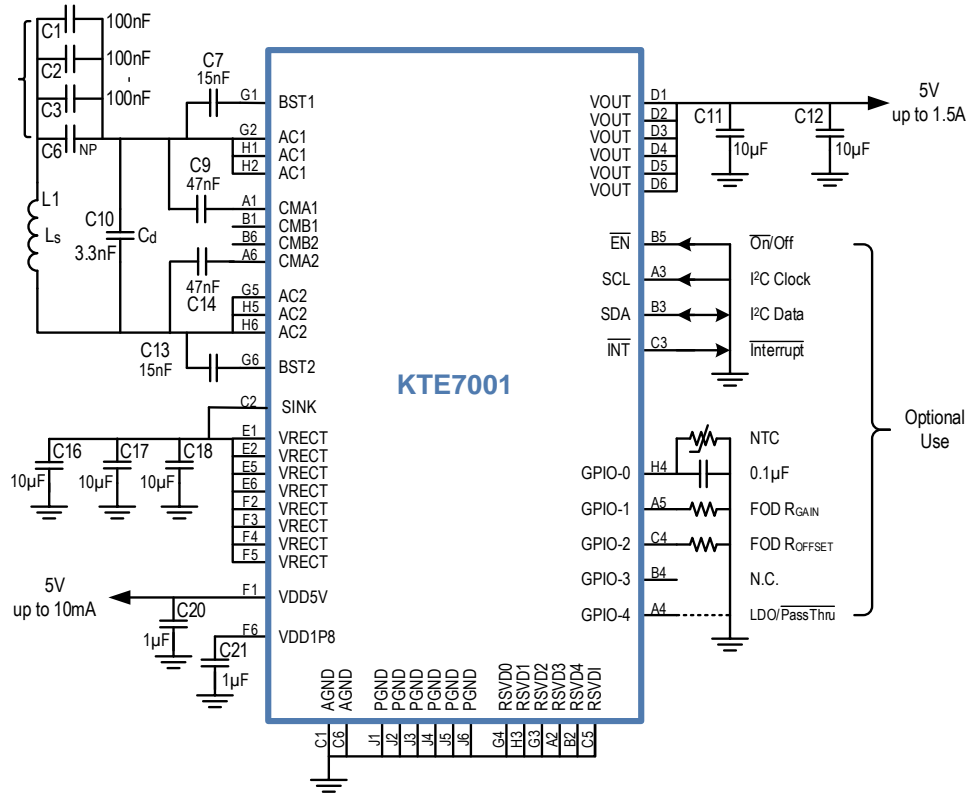 C1 100nF
C2 100nF
C3 100nF
C6 NP
C7
15nF
G1 BST1
G2 AC1
H1 AC1
H2 AC1
C9
47nF
A1 CMA1
B1 CMB1
B6 CMB2
A6 CMA2
L1
Ls
C10
3.3nF
Cd
47nF
C14
G5 AC2
H5 AC2
H6 AC2
C13
15nF
G6 BST2
C2 SINK
C16
10µF
C17
10µF
C18
10µF
E1 VRECT
E2 VRECT
E5 VRECT
E6 VRECT
F2 VRECT
F3 VRECT
F4 VRECT
F5 VRECT
5V
up to 10mA
F1 VDD5V
C20
1µF
F6 VDD1P8
C21
1µF
KTE7001
VOUT D1
VOUT D2
VOUT D3
VOUT D4
VOUT D5
VOUT D6
C11
10µF
C12
10µF
5V
up to 1.5A
EN B5 On/Off
SCL A3 I²C Clock
SDA B3 I²C Data
INT C3 Interrupt
Optional
Use
NTC
GPIO-0 H4 0.1µF
GPIO-1 A5 FOD RGAIN
GPIO-2 C4 FOD ROFFSET
GPIO-3 B4 N.C.
GPIO-4 A4 LDO/PassThru
AGND C1
AGND C6
PGND J1
PGND J2
PGND J3
PGND J4
PGND J5
PGND J6
RSVD0 G4
RSVD1 H3
RSVD2 G3
RSVD3 A2
RSVD4 B2
RSVDI C5